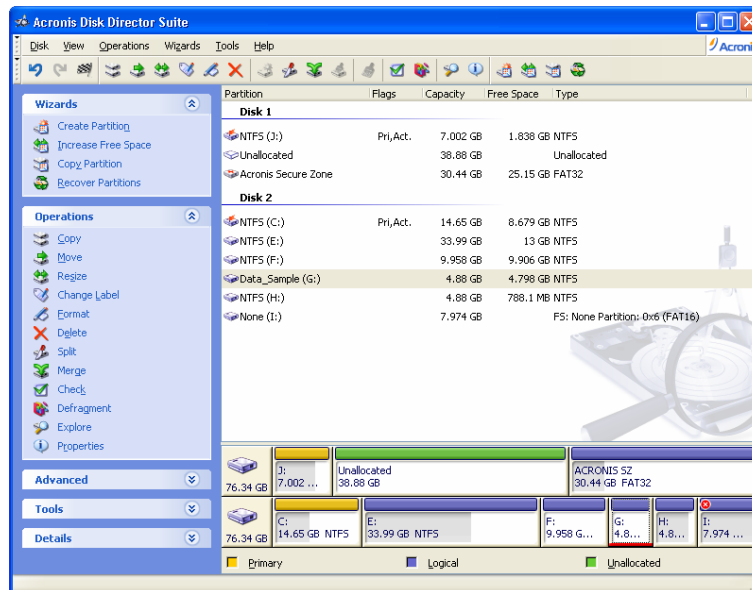 Acronis Disk Director Suite
Disk View Operations Wizards Tools Help
Acroni
Partition Flags Capacity Free Space Type
Wizards
Create Partition
Increase Free Space
Copy Partition
Recover Partitions
Operations
Copy
Move
Resize
Change Label
Format
Delete
Split
Merge
Check
Defragment
Explore
Properties
Advanced
Tools
Details
Disk 1
NTFS (J:) Pri,Act. 7.002 GB 1.838 GB NTFS
Unallocated 38.88 GB Unallocated
Acronis Secure Zone 30.44 GB 25.15 GB FAT32
Disk 2
NTFS (C:) Pri,Act. 14.65 GB 8.679 GB NTFS
NTFS (E:) 33.99 GB 13 GB NTFS
NTFS (F:) 9.958 GB 9.906 GB NTFS
Data_Sample (G:) 4.88 GB 4.798 GB NTFS
NTFS (H:) 4.88 GB 788.1 MB NTFS
None (I:) 7.974 GB FS: None Partition: 0x6 (FAT16)
76.34 GB
J:
7.002 ...
Unallocated
38.88 GB
ACRONIS SZ
30.44 GB FAT32
76.34 GB
C:
14.65 GB NTFS
E:
33.99 GB NTFS
F:
9.958 G...
G:
4.8...
H:
4.8...
I:
7.974 ...
Primary Logical Unallocated